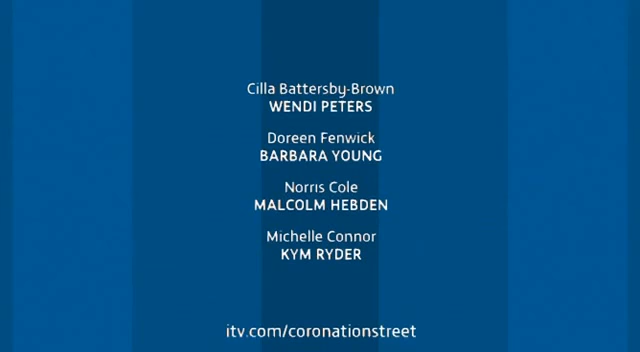 Cilla Battersby-Brown
WENDI PETERS
Doreen Fenwick
BARBARA YOUNG
Norris Cole
MALCOLM HEBDEN
Michelle Connor
KYM RYDER
itv.com/coronationstreet